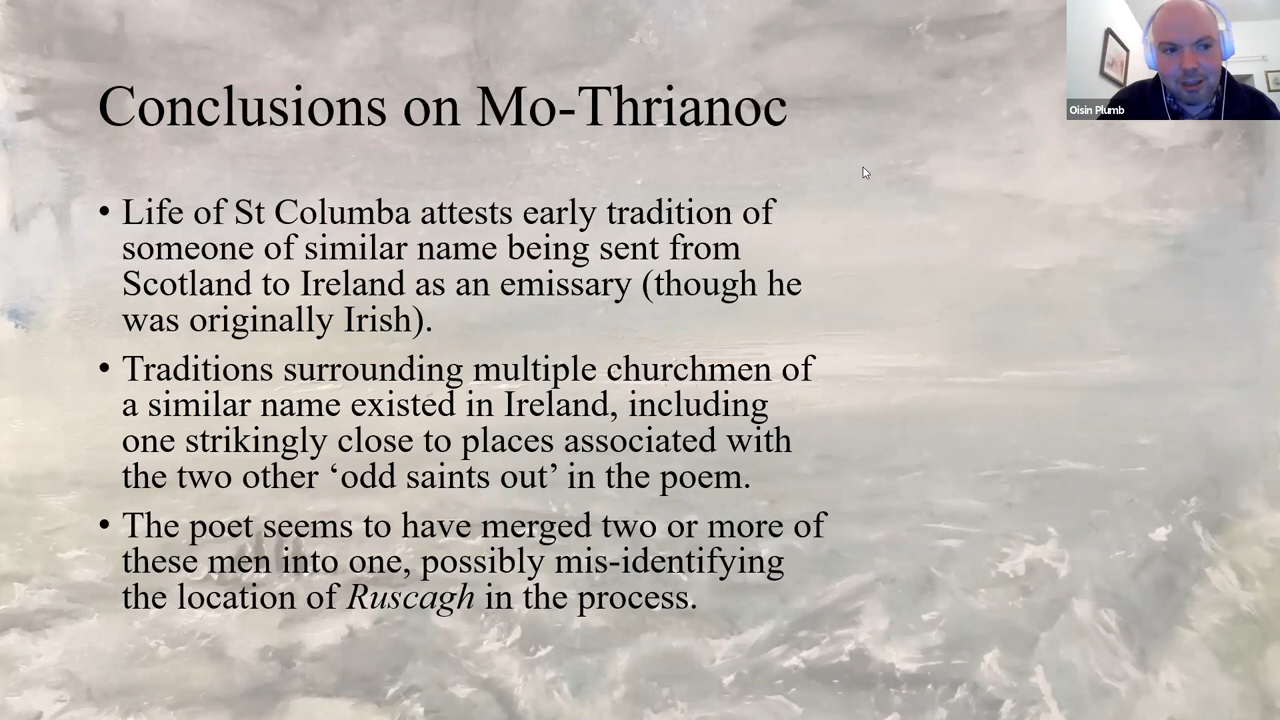 Conclusions on Mo-Thrianoc
Oisin Plumb
• Life of St Columba attests early tradition of
someone of similar name being sent from
Scotland to Ireland as an emissary (though he
was originally Irish).
• Traditions surrounding multiple churchmen of
a similar name existed in Ireland, including
one strikingly close to places associated with
the two other ‘odd saints out’ in the poem.
• The poet seems to have merged two or more of
these men into one, possibly mis-identifying
the location of Ruscagh in the process.